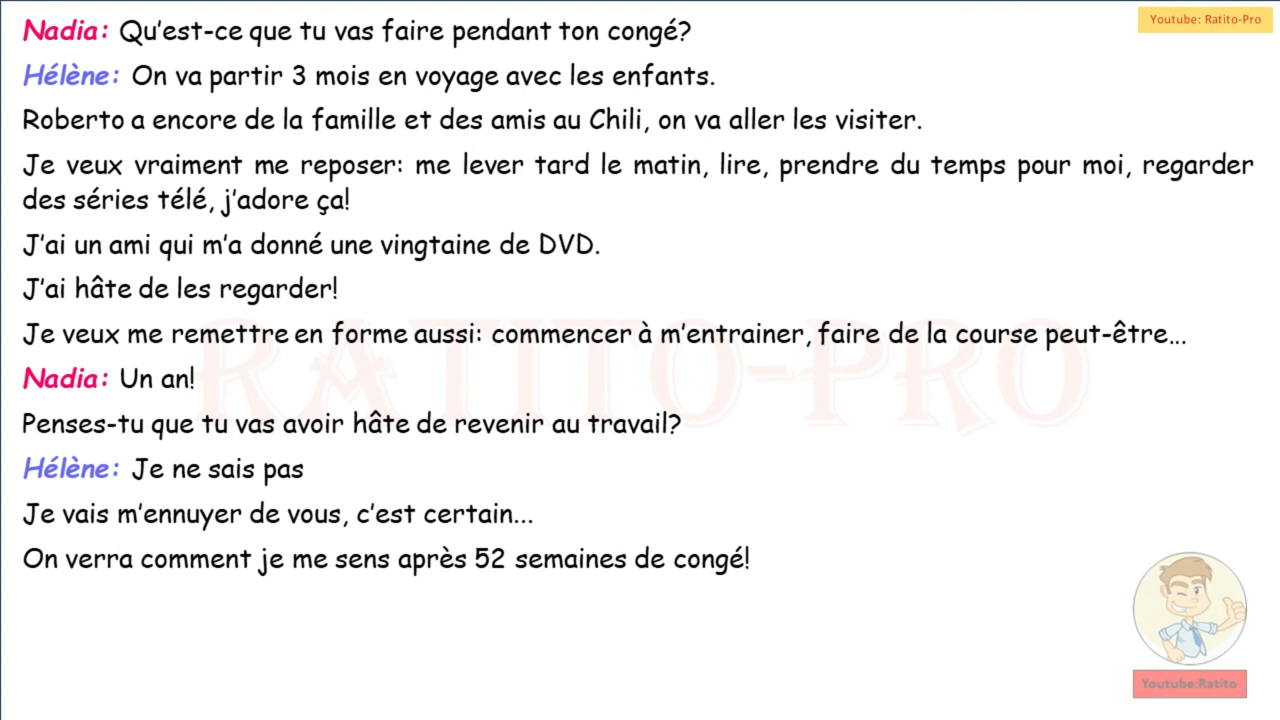 Youtube: Ratito-Pro
Nadia: Qu'est-ce que tu vas faire pendant ton congé?
Hélène: On va partir 3 mois en voyage avec les enfants.
Roberto a encore de la famille et des amis au Chili, on va aller les visiter.
Je veux vraiment me reposer: me lever tard le matin, lire, prendre du temps pour moi, regarder
des séries télé, j'adore ça!
J'ai un ami qui m'a donné une vingtaine de DVD.
J'ai hâte de les regarder!
Je veux me remettre en forme aussi: commencer à m'entrainer, faire de la course peut-être...
RATITO-PRO
Nadia: Un an!
Penses-tu que tu vas avoir hâte de revenir au travail?
Hélène: Je ne sais pas
Je vais m'ennuyer de vous, c'est certain...
On verra comment je me sens après 52 semaines de congé!
Youtube:Ratito